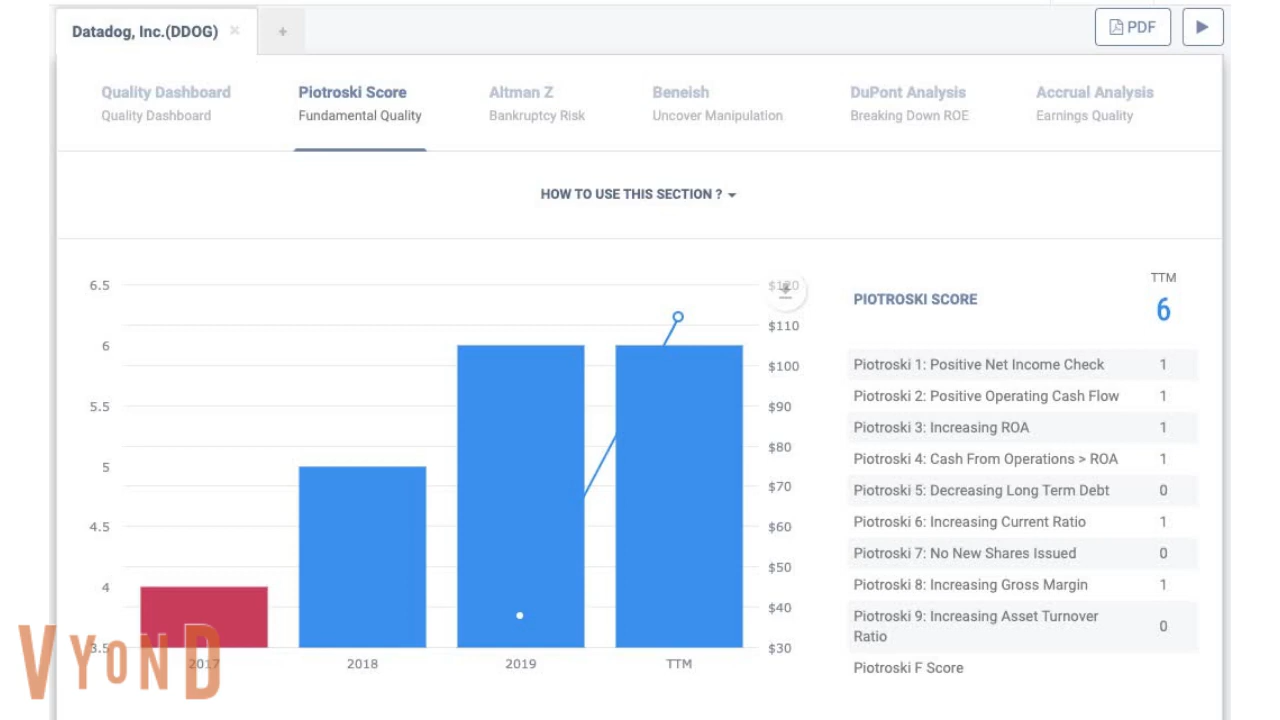 Datadog, Inc.(DDOG) × +
PDF
Quality Dashboard
Quality Dashboard
Piotroski Score
Fundamental Quality
Altman Z
Bankruptcy Risk
Beneish
Uncover Manipulation
DuPont Analysis
Breaking Down ROE
Accrual Analysis
Earnings Quality
HOW TO USE THIS SECTION ?
6.5
6
5.5
5
4.5
4
3.5
$120
$110
$100
$90
$80
$70
$60
$50
$40
$30
2017
2018
2019
TTM
TTM
PIOTROSKI SCORE
6
Piotroski 1: Positive Net Income Check 1
Piotroski 2: Positive Operating Cash Flow 1
Piotroski 3: Increasing ROA 1
Piotroski 4: Cash From Operations > ROA 1
Piotroski 5: Decreasing Long Term Debt 0
Piotroski 6: Increasing Current Ratio 1
Piotroski 7: No New Shares Issued 0
Piotroski 8: Increasing Gross Margin 1
Piotroski 9: Increasing Asset Turnover
Ratio 0
Piotroski F Score
VYOND